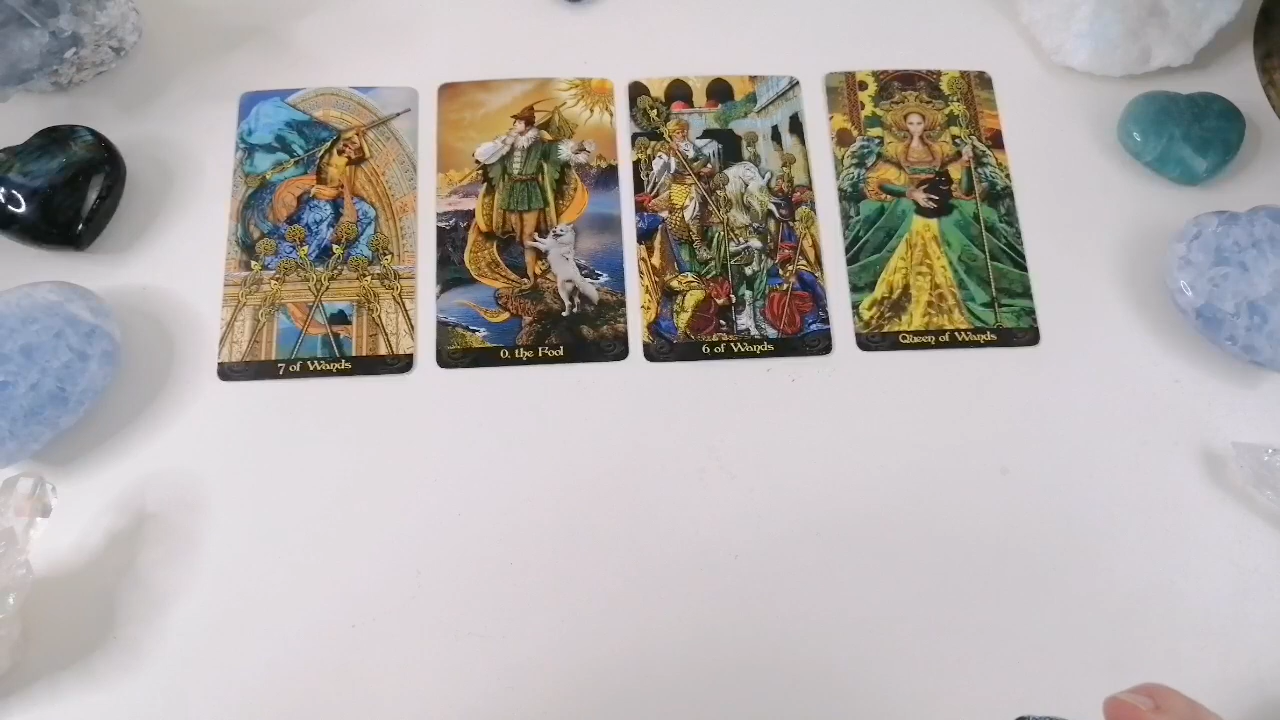 7 of Wands
0. the Fool
6 of Wands
Queen of Wands